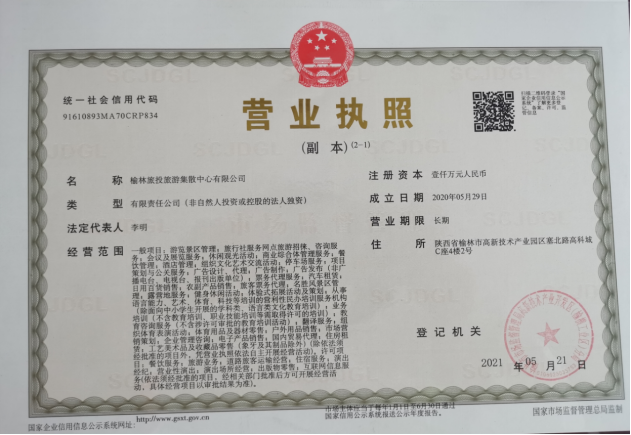 统一社会信用代码
91610893MA70CRP834
营业执照
(副 本)(2-1)
扫描二维码登录“国
家企业信用信息公示
系统”了解更多登
记、备案、许可、监
管信息
名 称 榆林旅投旅游集散中心有限公司
类 型 有限责任公司(非自然人投资或控股的法人独资)
法定代表人 李明
经营范围 一般项目:游览景区管理;旅行社服务网点旅游招徕、咨询服
务;会议及展览服务;休闲观光活动;商业综合体管理服务;餐
饮管理;酒店管理;组织文化艺术交流活动;停车场服务;项目
策划与公关服务;广告设计、代理;广告制作;广告发布(非广
播电台、电视台、报刊出版单位);票务代理服务;汽车租赁;
日用百货销售;农副产品销售;旅客票务代理;名胜风景区管
理;露营地服务;健身休闲活动;体验式拓展活动及策划;从事
语言能力、艺术、体育、科技等培训的营利性民办培训服务机构
(除面向中小学生开展的学科类、语言类文化教育培训);业务
培训(不含教育培训、职业技能培训等需取得许可的培训);教
育咨询服务(不含涉许可审批的教育培训活动);翻译服务;组
织体育表演活动;体育用品及器材零售;户外用品销售;市场营
销策划;企业管理咨询;电子产品销售;国内贸易代理;住房租
赁;工艺美术品及收藏品零售(象牙及其制品除外)(除依法须
经批准的项目外,凭营业执照依法自主开展经营活动)。许可项
目:餐饮服务;旅游业务;道路旅客运输经营;住宿服务;演出
经纪;营业性演出;演出场所经营;出版物零售;互联网信息服
务(依法须经批准的项目,经相关部门批准后方可开展经营活
动,具体经营项目以审批结果为准)。
注册资本 壹仟万元人民币
成立日期 2020年05月29日
营业期限 长期
住 所 陕西省榆林市高新技术产业园区塞北路高科城
C座4楼2号
登记机关
2021 年 05 月 21 日
国家企业信用信息公示系统网址:
http://www.gsxt.gov.cn
市场主体应当于每年1月1日至6月30日通过
国家企业信用信息公示系统报送公示年度报告。
国家市场监督管理总局监制